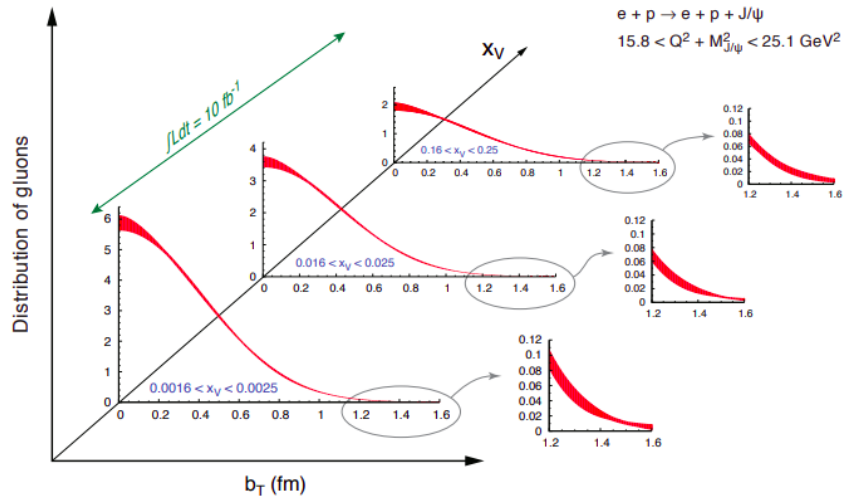 e + p → e + p + J/ψ
15.8 < Q² + M²_J/ψ < 25.1 GeV²
∫Ldt = 10 fb⁻¹
x_V
Distribution of gluons
b_T (fm)
2
1
0
0.16 < x_V < 0.25
0 0.2 0.4 0.6 0.8 1 1.2 1.4 1.6
0.12
0.1
0.08
0.06
0.04
0.02
0
1.2 1.4 1.6
4
3
2
1
0
0.016 < x_V < 0.025
0 0.2 0.4 0.6 0.8 1 1.2 1.4 1.6
0.12
0.1
0.08
0.06
0.04
0.02
0
1.2 1.4 1.6
6
5
4
3
2
1
0
0.0016 < x_V < 0.0025
0 0.2 0.4 0.6 0.8 1 1.2 1.4 1.6
0.12
0.1
0.08
0.06
0.04
0.02
0
1.2 1.4 1.6